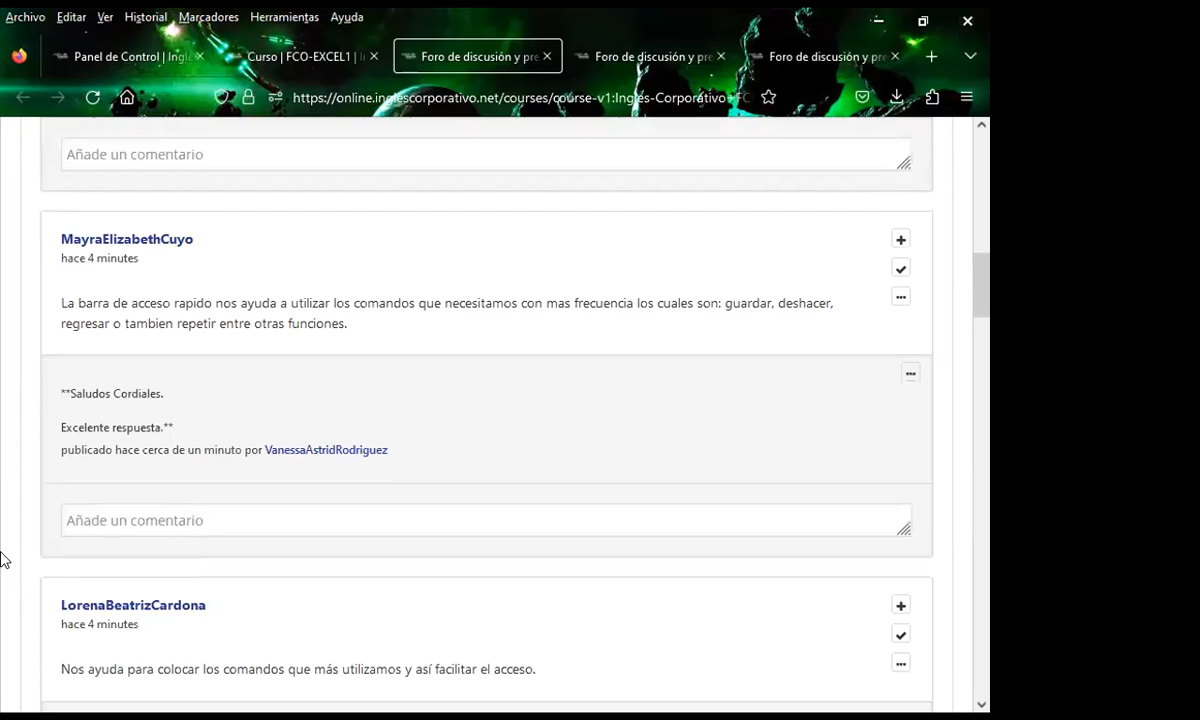 Archivo Editar Ver Historial Marcadores Herramientas Ayuda
Panel de Control | Ingle
Curso | FCO-EXCEL1 | I
Foro de discusión y pre
Foro de discusión y pre
Foro de discusión y pre
https://online.inglescorporativo.net/courses/course-v1:Ingles-Corporativo+FC
Añade un comentario
MayraElizabethCuyo
hace 4 minutes
La barra de acceso rapido nos ayuda a utilizar los comandos que necesitamos con mas frecuencia los cuales son: guardar, deshacer,
regresar o tambien repetir entre otras funciones.
**Saludos Cordiales.
Excelente respuesta.**
publicado hace cerca de un minuto por VanessaAstridRodriguez
Añade un comentario
LorenaBeatrizCardona
hace 4 minutes
Nos ayuda para colocar los comandos que más utilizamos y así facilitar el acceso.